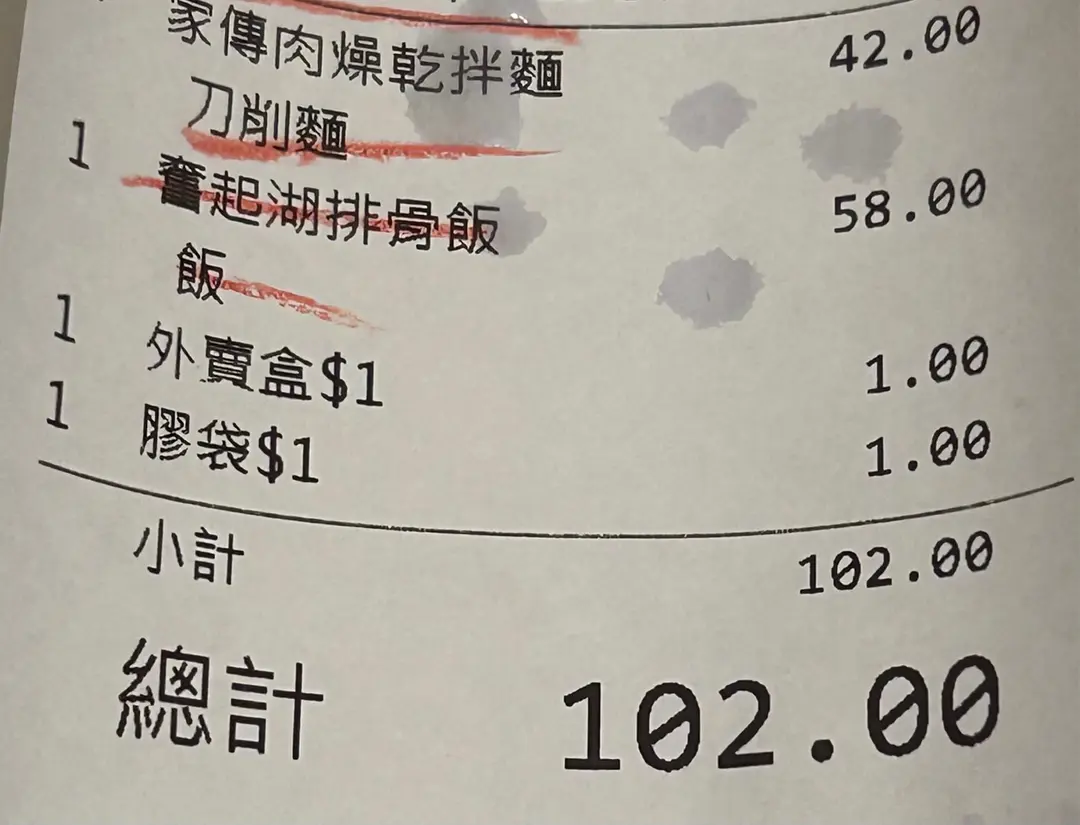 家傳肉燥乾拌麵 42.00
刀削麵
1 奮起湖排骨飯 58.00
飯
1 外賣盒$1 1.00
1 膠袋$1 1.00
小計 102.00
總計 102.00